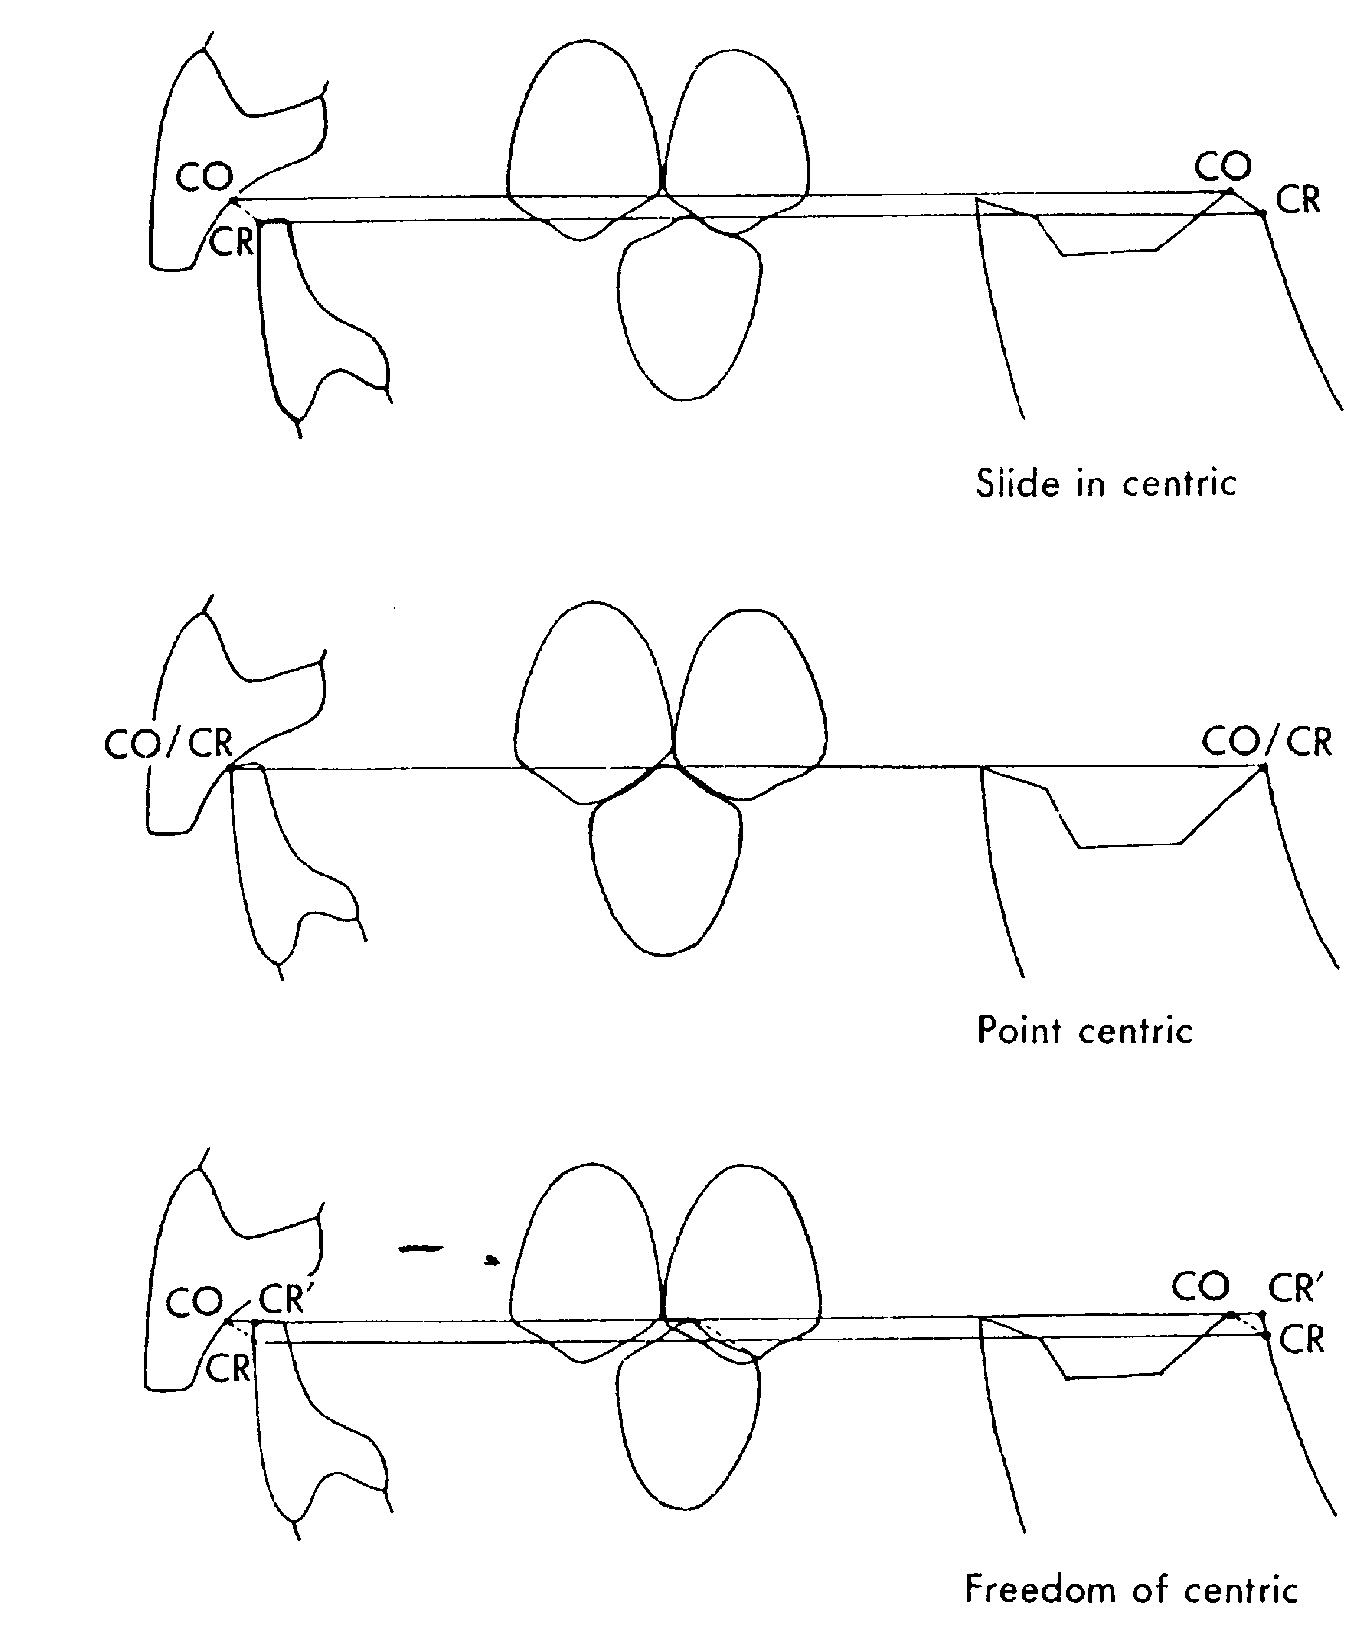 CO
CR
CO
CR
Slide in centric
CO/CR
CO/CR
Point centric
CO
CR′
CR
CO
CR′
CR
Freedom of centric